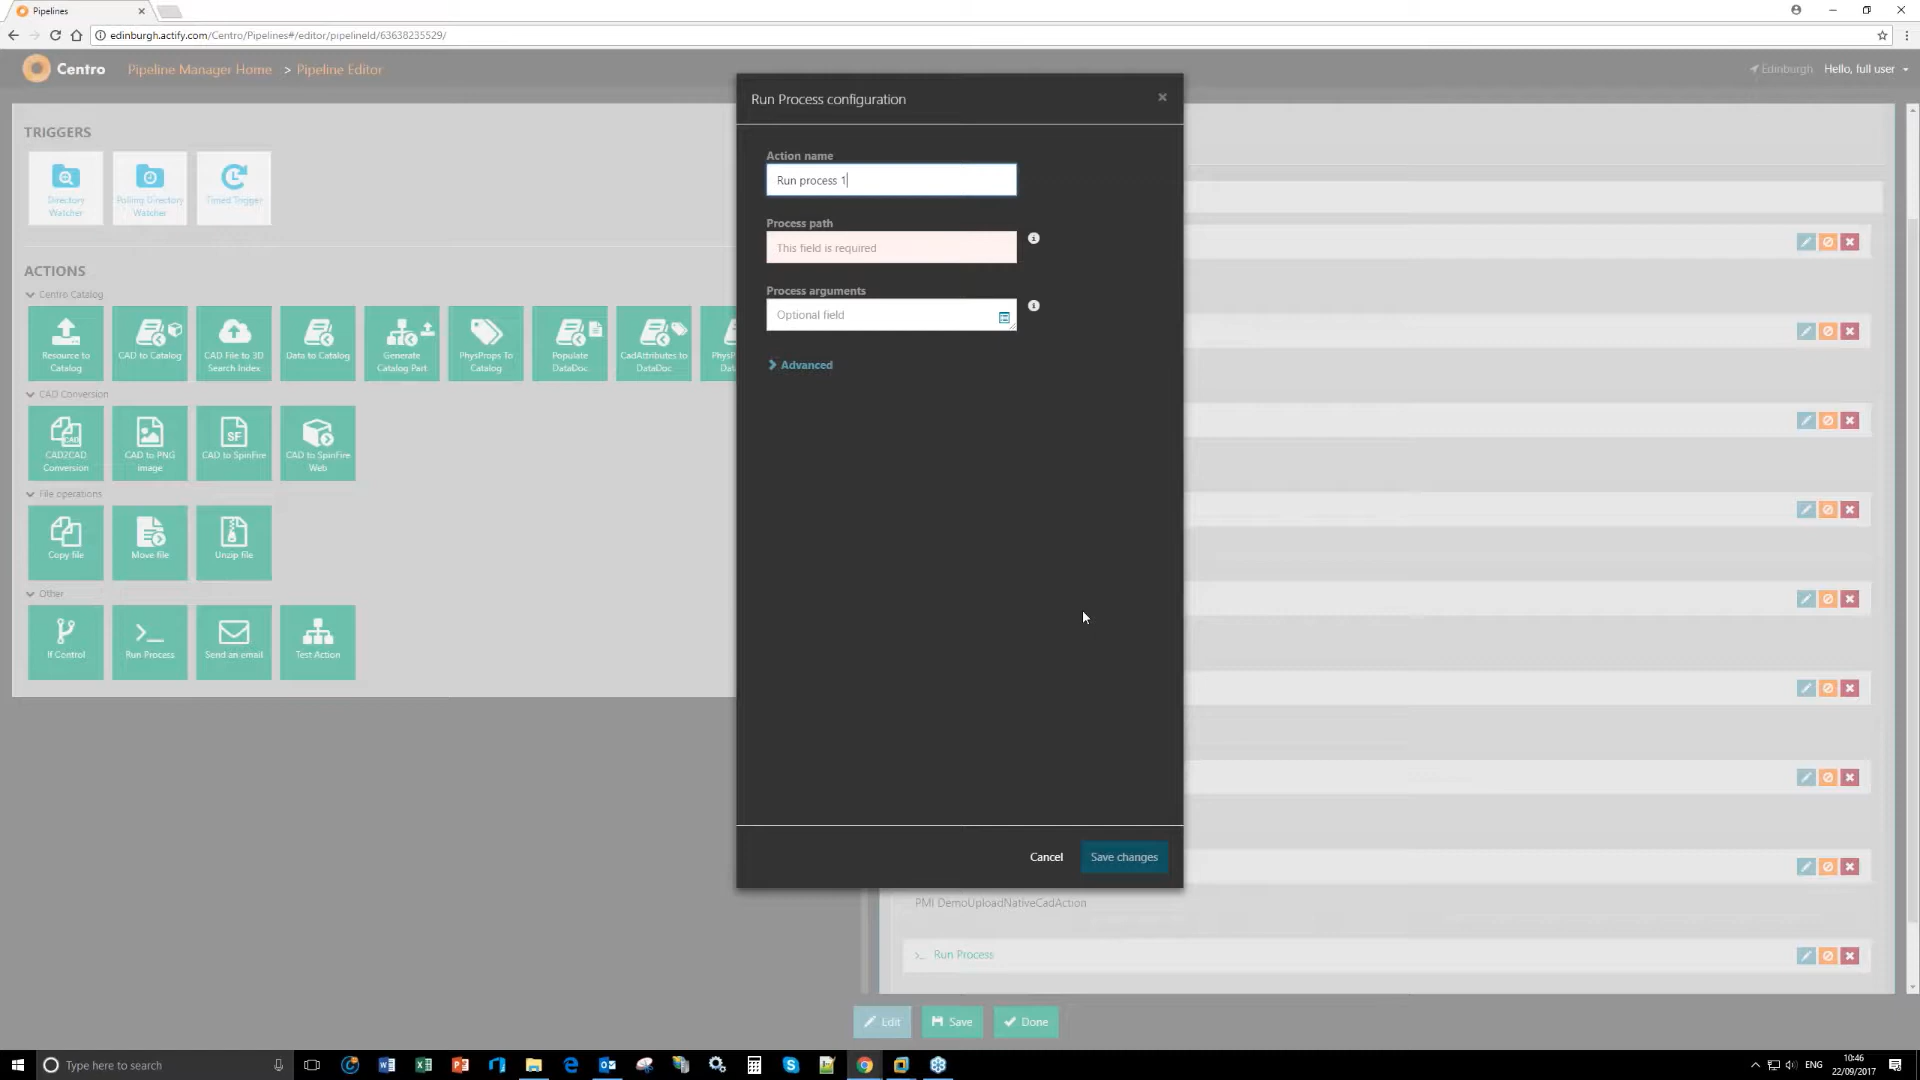 Pipelines
edinburgh.actify.com/Centro/Pipelines#/editor/pipelineId/63638235529/
Centro
Pipeline Manager Home > Pipeline Editor
Edinburgh
Hello, full user
TRIGGERS
Directory Watcher
Polling Directory Watcher
Timed Trigger
ACTIONS
Centro Catalog
Resource to Catalog
CAD to Catalog
CAD File to 3D Search Index
Data to Catalog
Generate Catalog Part
PhysProps To Catalog
Populate DataDoc
CadAttributes to DataDoc
CAD Conversion
CAD
CAD2CAD Conversion
CAD to PNG image
SF
CAD to SpinFire
CAD to SpinFire Web
File operations
Copy file
Move file
Unzip file
Other
If Control
Run Process
Send an email
Test Action
Run Process configuration
Action name
Run process 1
Process path
This field is required
Process arguments
Optional field
Advanced
Cancel
Save changes
PMI DemoUploadNativeCadAction
Run Process
Edit
Save
Done
Type here to search
ENG
10:46
22/09/2017